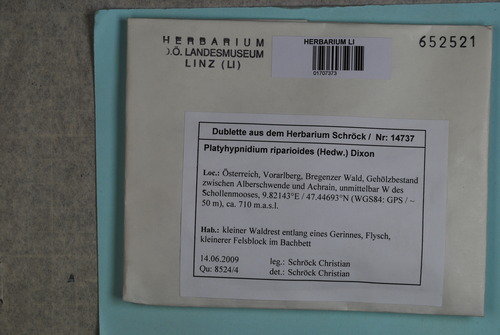 HERBARIUM
O.Ö. LANDESMUSEUM
LINZ (LI)
HERBARIUM LI
01707373
652521
Dublette aus dem Herbarium Schröck / Nr: 14737
Platyhypnidium riparioides (Hedw.) Dixon
Loc.: Österreich, Vorarlberg, Bregenzer Wald, Gehölzbestand
zwischen Alberschwende und Achrain, unmittelbar W des
Schollenmooses, 9.82143°E / 47.44693°N (WGS84: GPS / ~
50 m), ca. 710 m.a.s.l.
Hab.: kleiner Waldrest entlang eines Gerinnes, Flysch,
kleinerer Felsblock im Bachbett
14.06.2009 leg.: Schröck Christian
Qu: 8524/4 det.: Schröck Christian